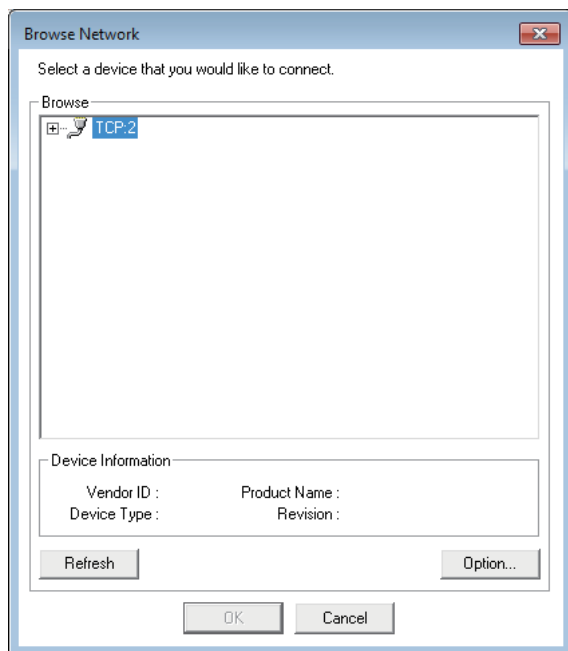 Browse Network
Select a device that you would like to connect.
Browse
TCP:2
Device Information
Vendor ID : Product Name :
Device Type : Revision :
Refresh Option...
OK Cancel